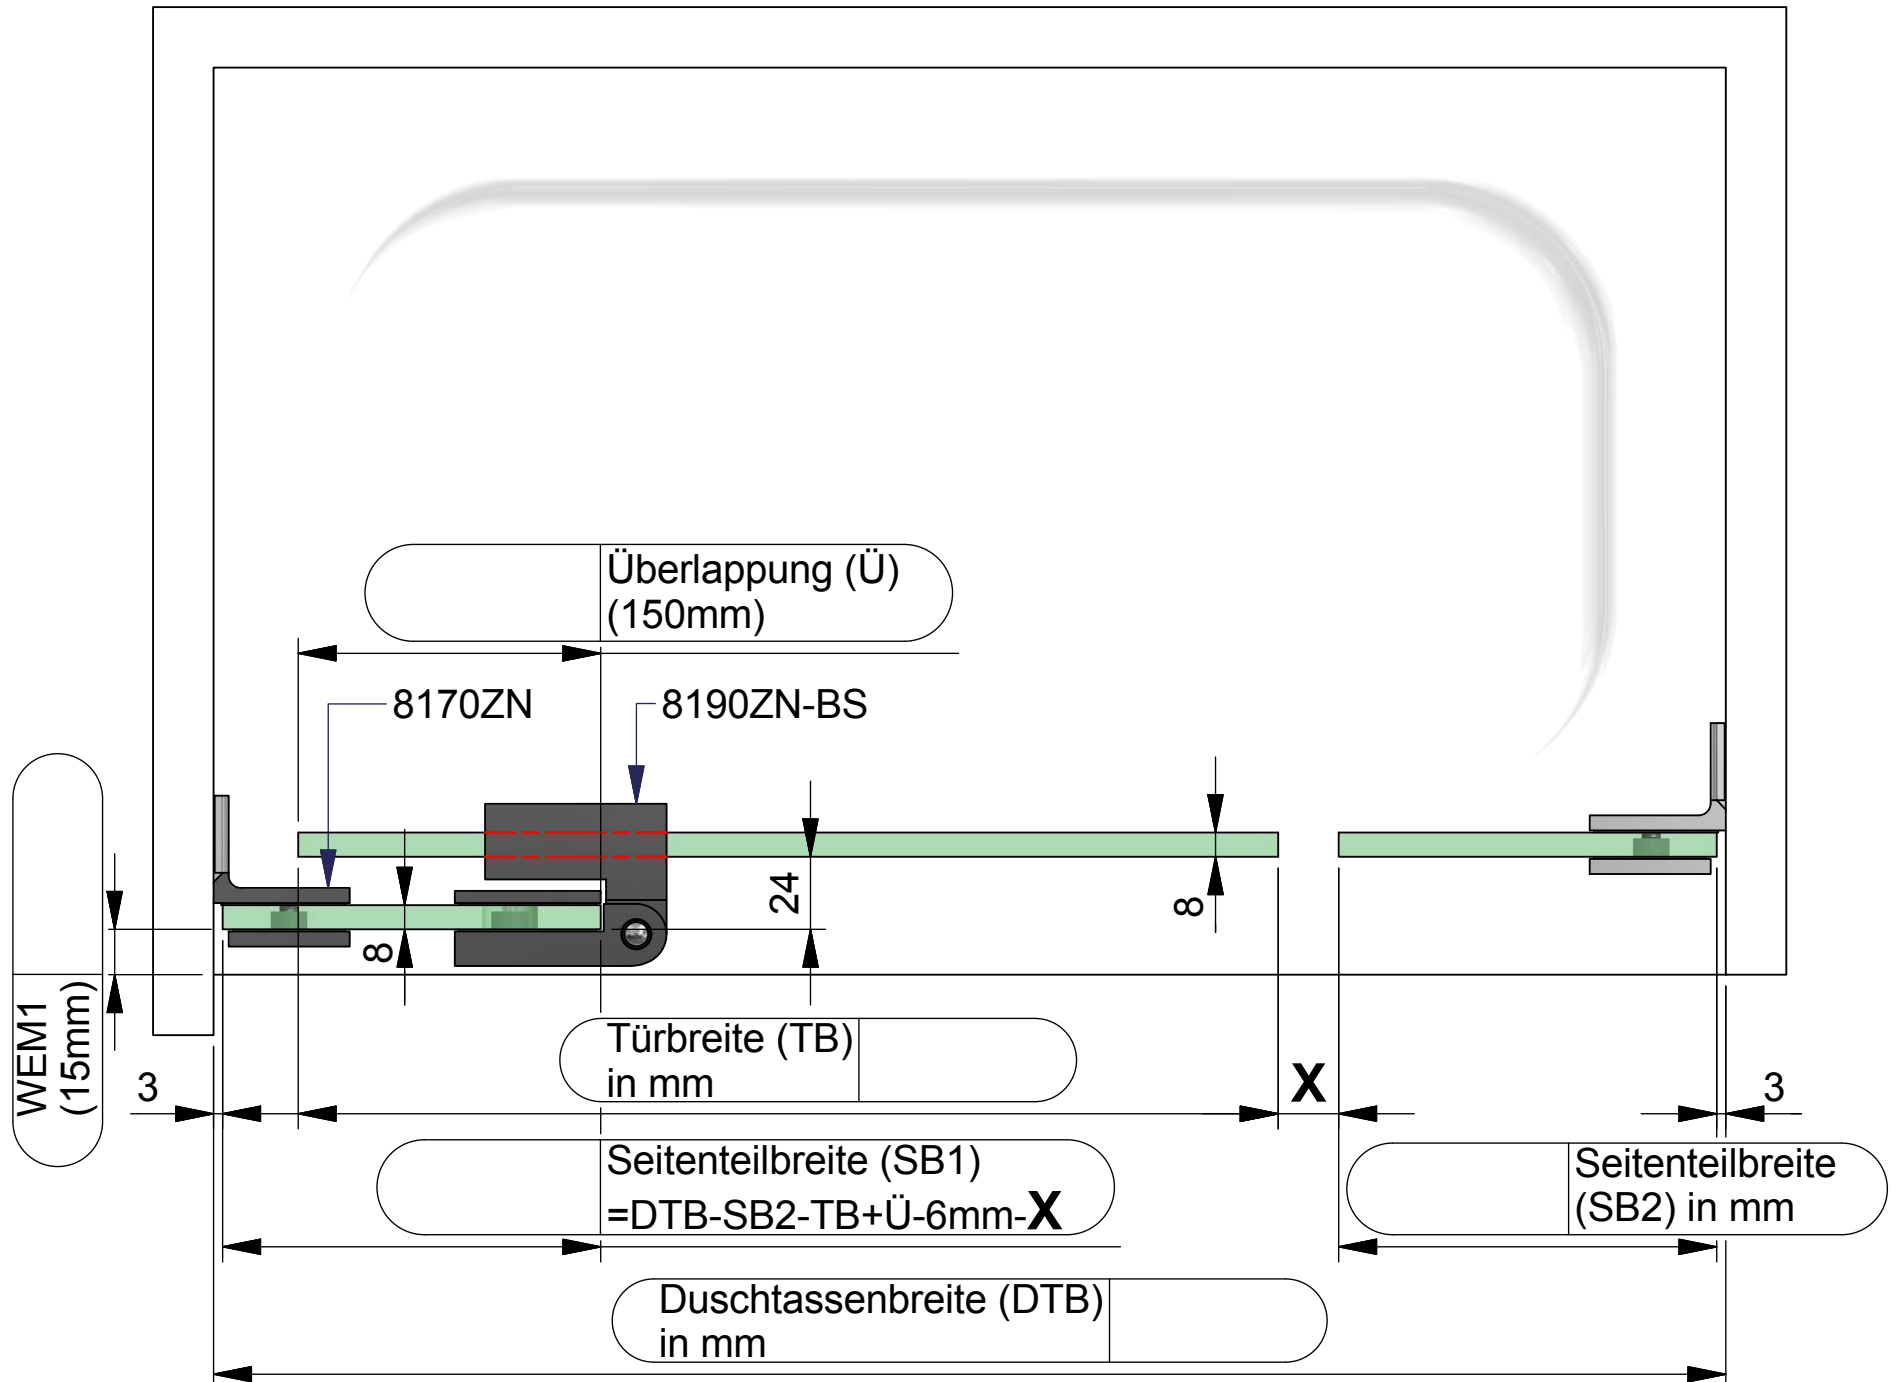 Überlappung (Ü)
(150mm)
8170ZN
8190ZN-BS
24
8
8
WEM1
(15mm)
Türbreite (TB)
in mm
3
X
3
Seitenteilbreite (SB1)
=DTB-SB2-TB+Ü-6mm-X
Seitenteilbreite
(SB2) in mm
Duschtassenbreite (DTB)
in mm